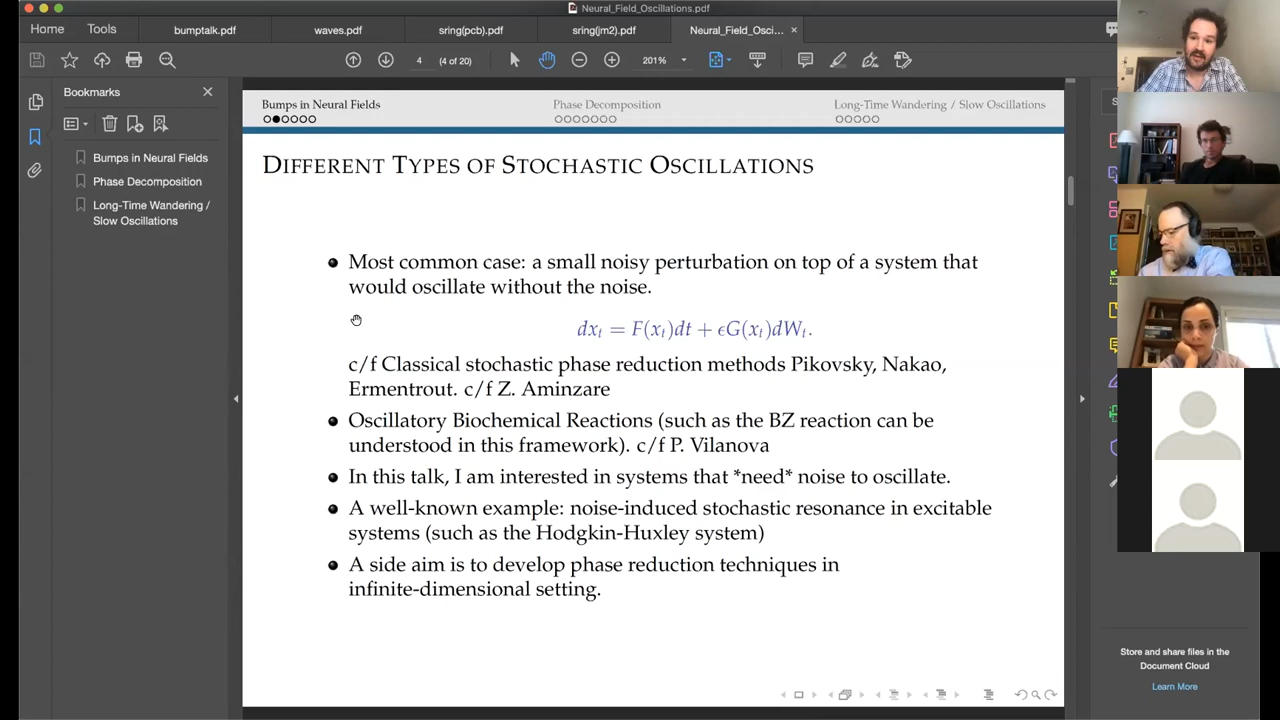 Neural_Field_Oscillations.pdf
Home
Tools
bumptalk.pdf
waves.pdf
sring(pcb).pdf
sring(jm2).pdf
Neural_Field_Osci...
4 (4 of 20)
201%
Bookmarks
Bumps in Neural Fields
Phase Decomposition
Long-Time Wandering /
Slow Oscillations
Bumps in Neural Fields
Phase Decomposition
Long-Time Wandering / Slow Oscillations
DIFFERENT TYPES OF STOCHASTIC OSCILLATIONS
Most common case: a small noisy perturbation on top of a system that
would oscillate without the noise.
dxₜ = F(xₜ)dt + ϵG(xₜ)dWₜ.
c/f Classical stochastic phase reduction methods Pikovsky, Nakao,
Ermentrout. c/f Z. Aminzare
Oscillatory Biochemical Reactions (such as the BZ reaction can be
understood in this framework). c/f P. Vilanova
In this talk, I am interested in systems that *need* noise to oscillate.
A well-known example: noise-induced stochastic resonance in excitable
systems (such as the Hodgkin-Huxley system)
A side aim is to develop phase reduction techniques in
infinite-dimensional setting.
Store and share files in the
Document Cloud
Learn More